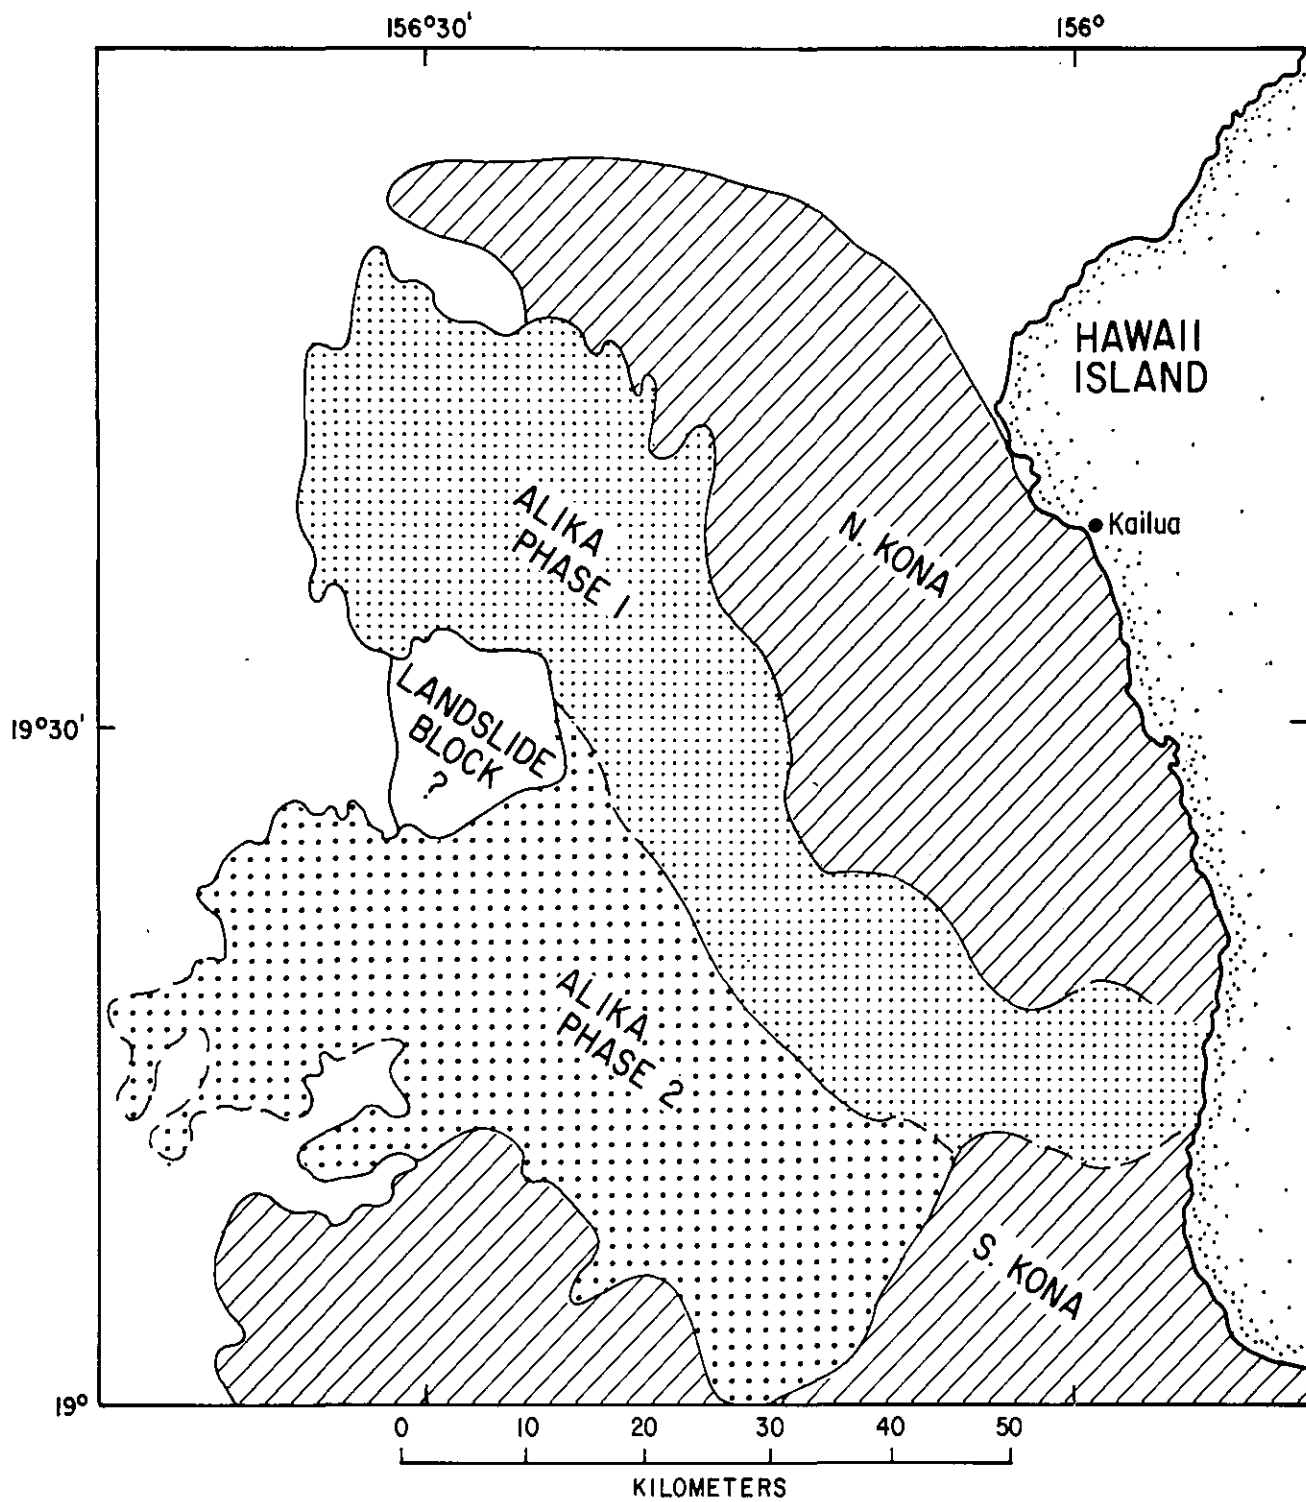 156°30'
156°
HAWAII
ISLAND
ALIKA
PHASE 1
N. KONA
Kailua
LANDSLIDE
BLOCK
?
19°30'
ALIKA
PHASE 2
S. KONA
19°
0 10 20 30 40 50
KILOMETERS